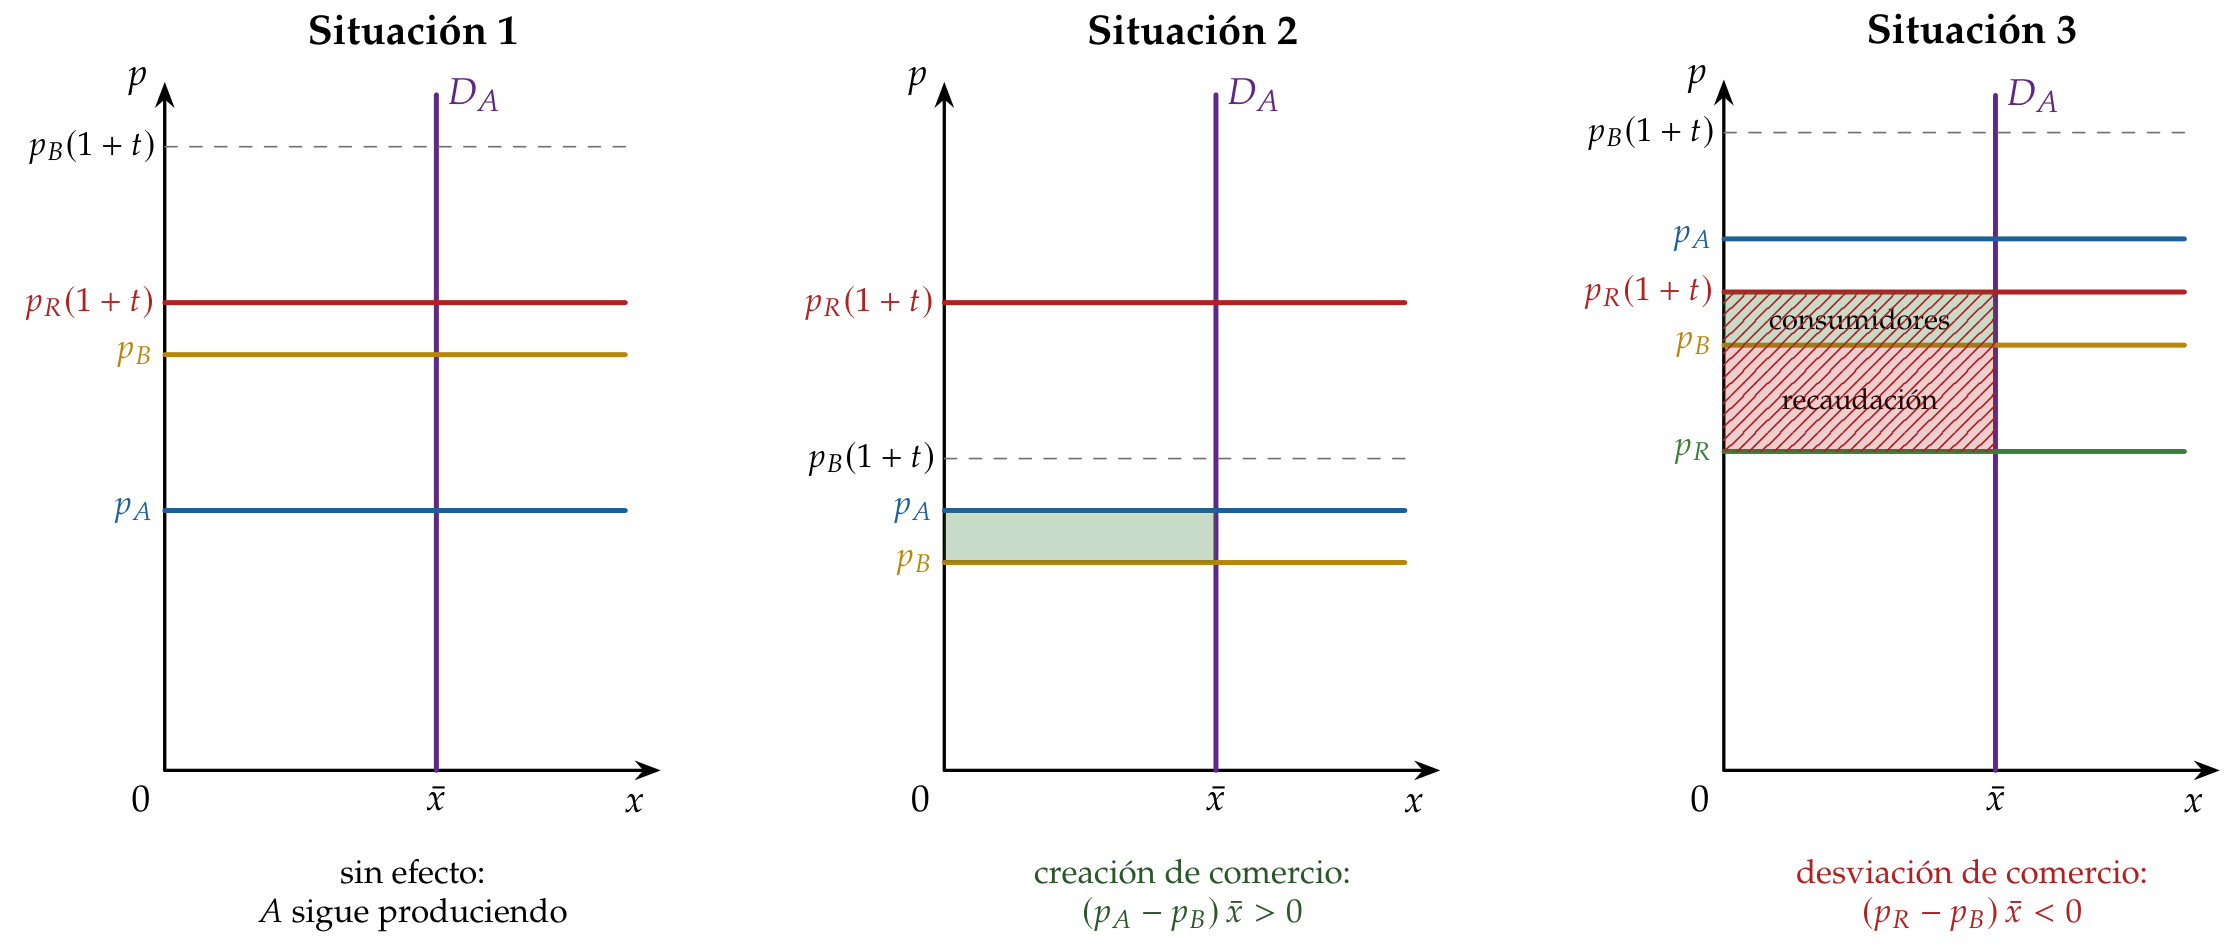 Situación 1
p
D_A
p_B(1 + t)
p_R(1 + t)
p_B
p_A
0
x̄
x
sin efecto:
A sigue produciendo
Situación 2
p
D_A
p_R(1 + t)
p_B(1 + t)
p_A
p_B
0
x̄
x
creación de comercio:
(p_A − p_B) x̄ > 0
Situación 3
p
D_A
p_B(1 + t)
p_A
p_R(1 + t)
consumidores
p_B
recaudación
p_R
0
x̄
x
desviación de comercio:
(p_R − p_B) x̄ < 0